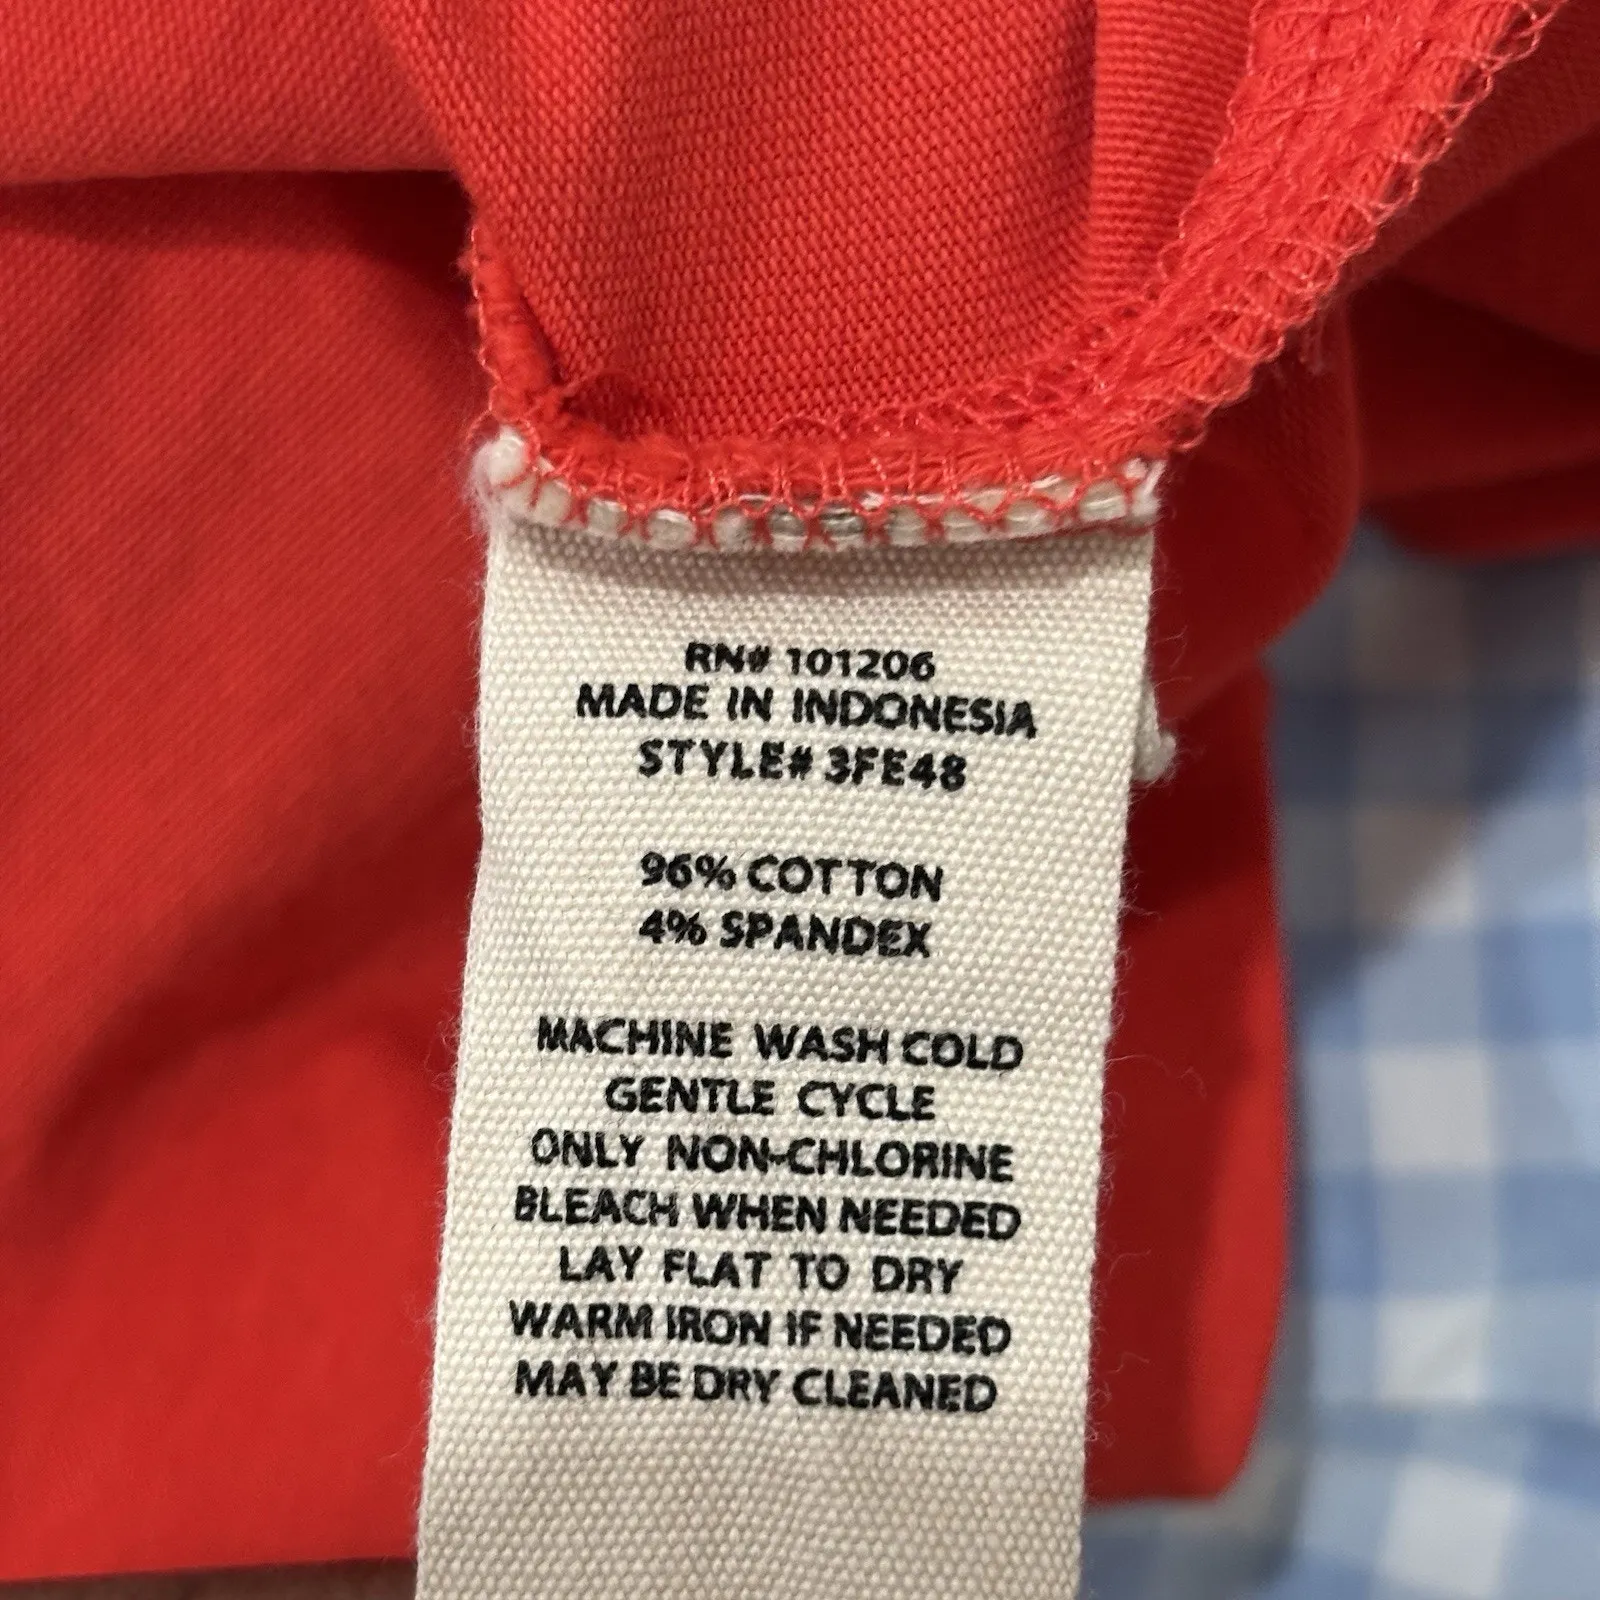 RN# 101206
MADE IN INDONESIA
STYLE# 3FE48
96% COTTON
4% SPANDEX
MACHINE WASH COLD
GENTLE CYCLE
ONLY NON-CHLORINE
BLEACH WHEN NEEDED
LAY FLAT TO DRY
WARM IRON IF NEEDED
MAY BE DRY CLEANED